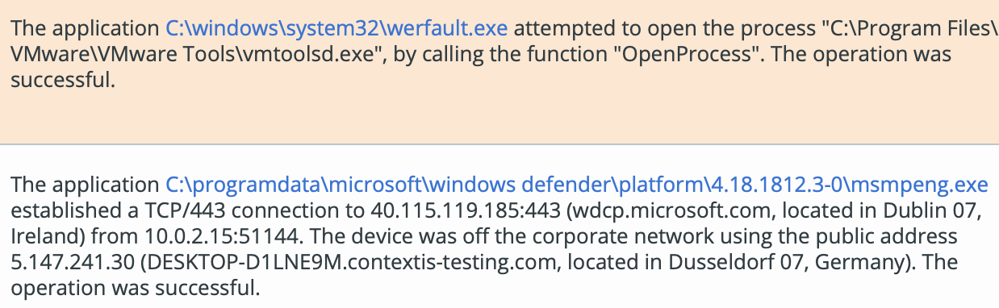 The application C:\windows\system32\werfault.exe attempted to open the process "C:\Program Files\
VMware\VMware Tools\vmtoolsd.exe", by calling the function "OpenProcess". The operation was
successful.
The application C:\programdata\microsoft\windows defender\platform\4.18.1812.3-0\msmpeng.exe
established a TCP/443 connection to 40.115.119.185:443 (wdcp.microsoft.com, located in Dublin 07,
Ireland) from 10.0.2.15:51144. The device was off the corporate network using the public address
5.147.241.30 (DESKTOP-D1LNE9M.contextis-testing.com, located in Dusseldorf 07, Germany). The
operation was successful.